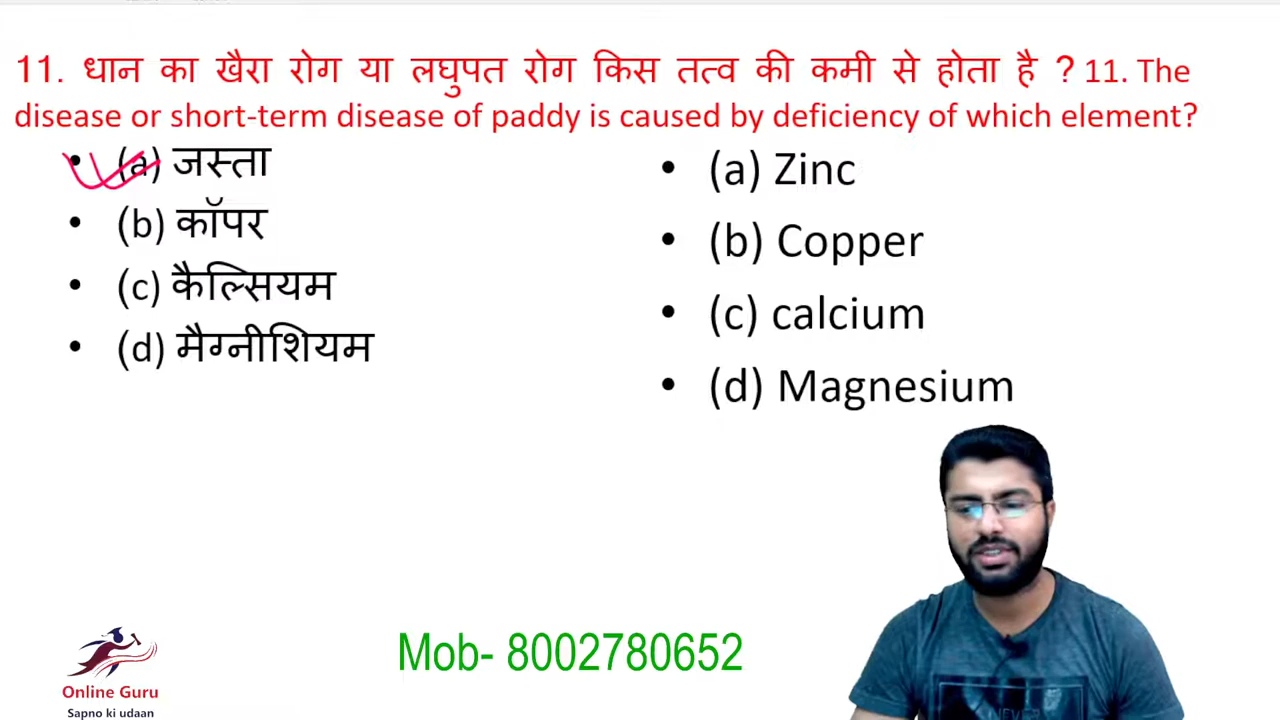 11. धान का खैरा रोग या लघुपत रोग किस तत्व की कमी से होता है ? 11. The
disease or short-term disease of paddy is caused by deficiency of which element?
• (a) जस्ता
• (b) कॉपर
• (c) कैल्सियम
• (d) मैग्नीशियम
• (a) Zinc
• (b) Copper
• (c) calcium
• (d) Magnesium
Mob- 8002780652
Online Guru
Sapno ki udaan